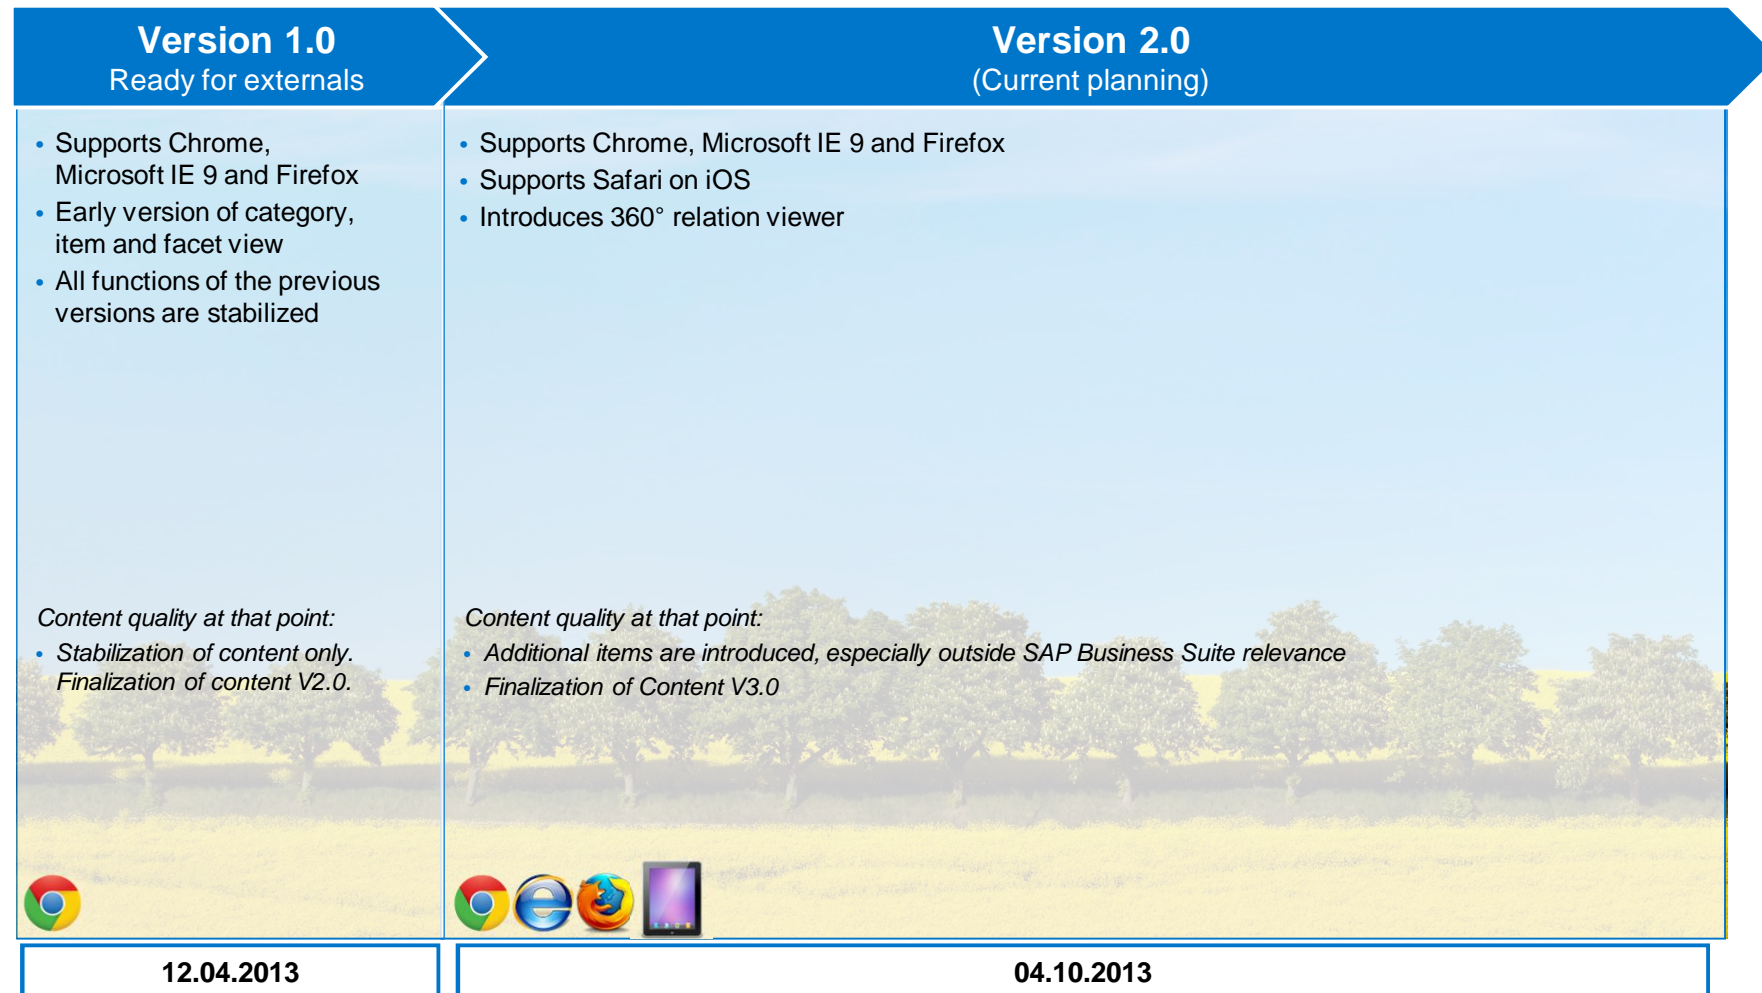 Version 1.0
Ready for externals
• Supports Chrome,
Microsoft IE 9 and Firefox
• Early version of category,
item and facet view
• All functions of the previous
versions are stabilized
Content quality at that point:
• Stabilization of content only.
Finalization of content V2.0.
12.04.2013
Version 2.0
(Current planning)
• Supports Chrome, Microsoft IE 9 and Firefox
• Supports Safari on iOS
• Introduces 360° relation viewer
Content quality at that point:
• Additional items are introduced, especially outside SAP Business Suite relevance
• Finalization of Content V3.0
04.10.2013